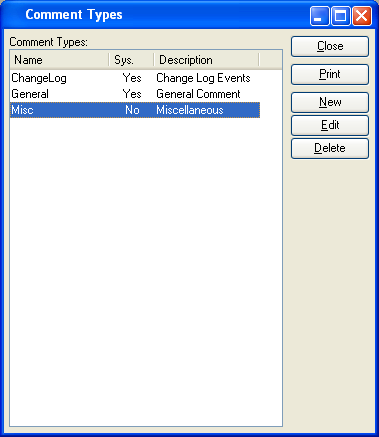 Comment Types
Comment Types:
Name Sys. Description
ChangeLog Yes Change Log Events
General Yes General Comment
Misc No Miscellaneous
Close
Print
New
Edit
Delete